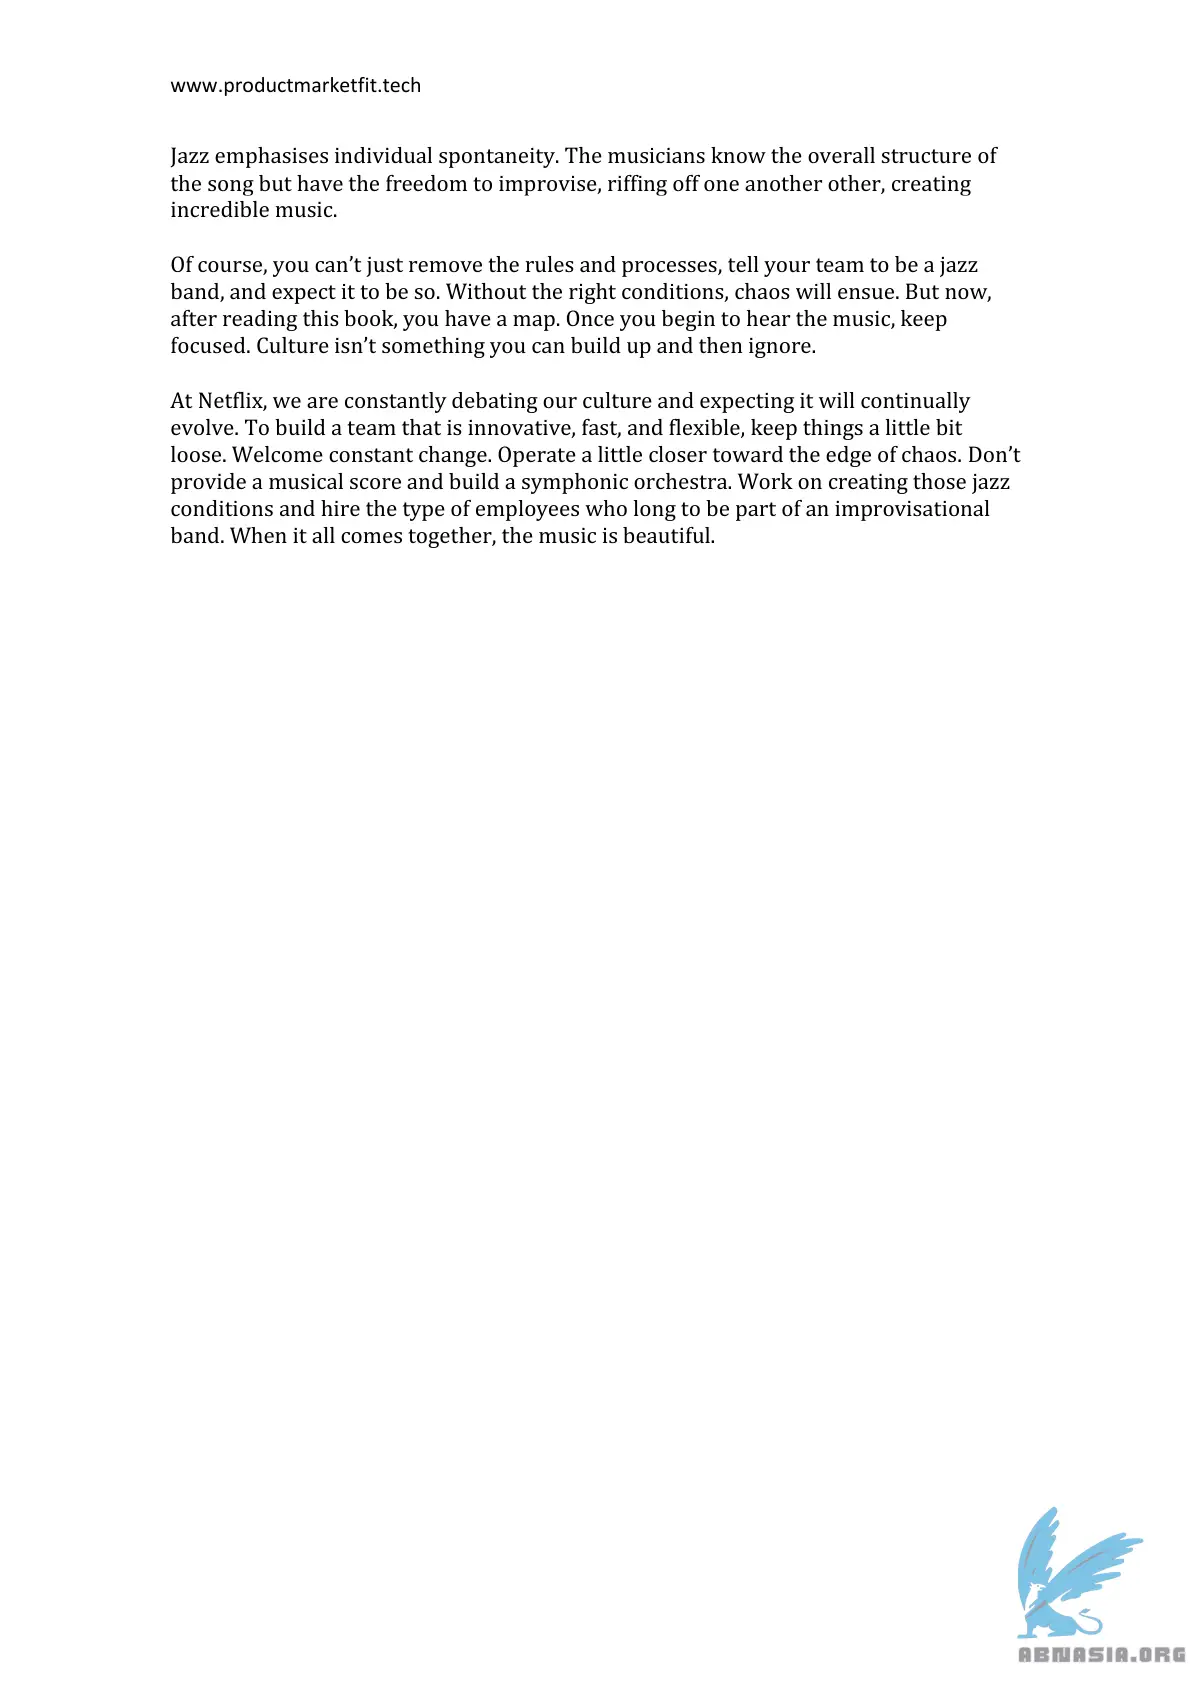 www.productmarketfit.tech
Jazz emphasises individual spontaneity. The musicians know the overall structure of
the song but have the freedom to improvise, riffing off one another other, creating
incredible music.
Of course, you can’t just remove the rules and processes, tell your team to be a jazz
band, and expect it to be so. Without the right conditions, chaos will ensue. But now,
after reading this book, you have a map. Once you begin to hear the music, keep
focused. Culture isn’t something you can build up and then ignore.
At Netflix, we are constantly debating our culture and expecting it will continually
evolve. To build a team that is innovative, fast, and flexible, keep things a little bit
loose. Welcome constant change. Operate a little closer toward the edge of chaos. Don’t
provide a musical score and build a symphonic orchestra. Work on creating those jazz
conditions and hire the type of employees who long to be part of an improvisational
band. When it all comes together, the music is beautiful.
ABNASIA.ORG